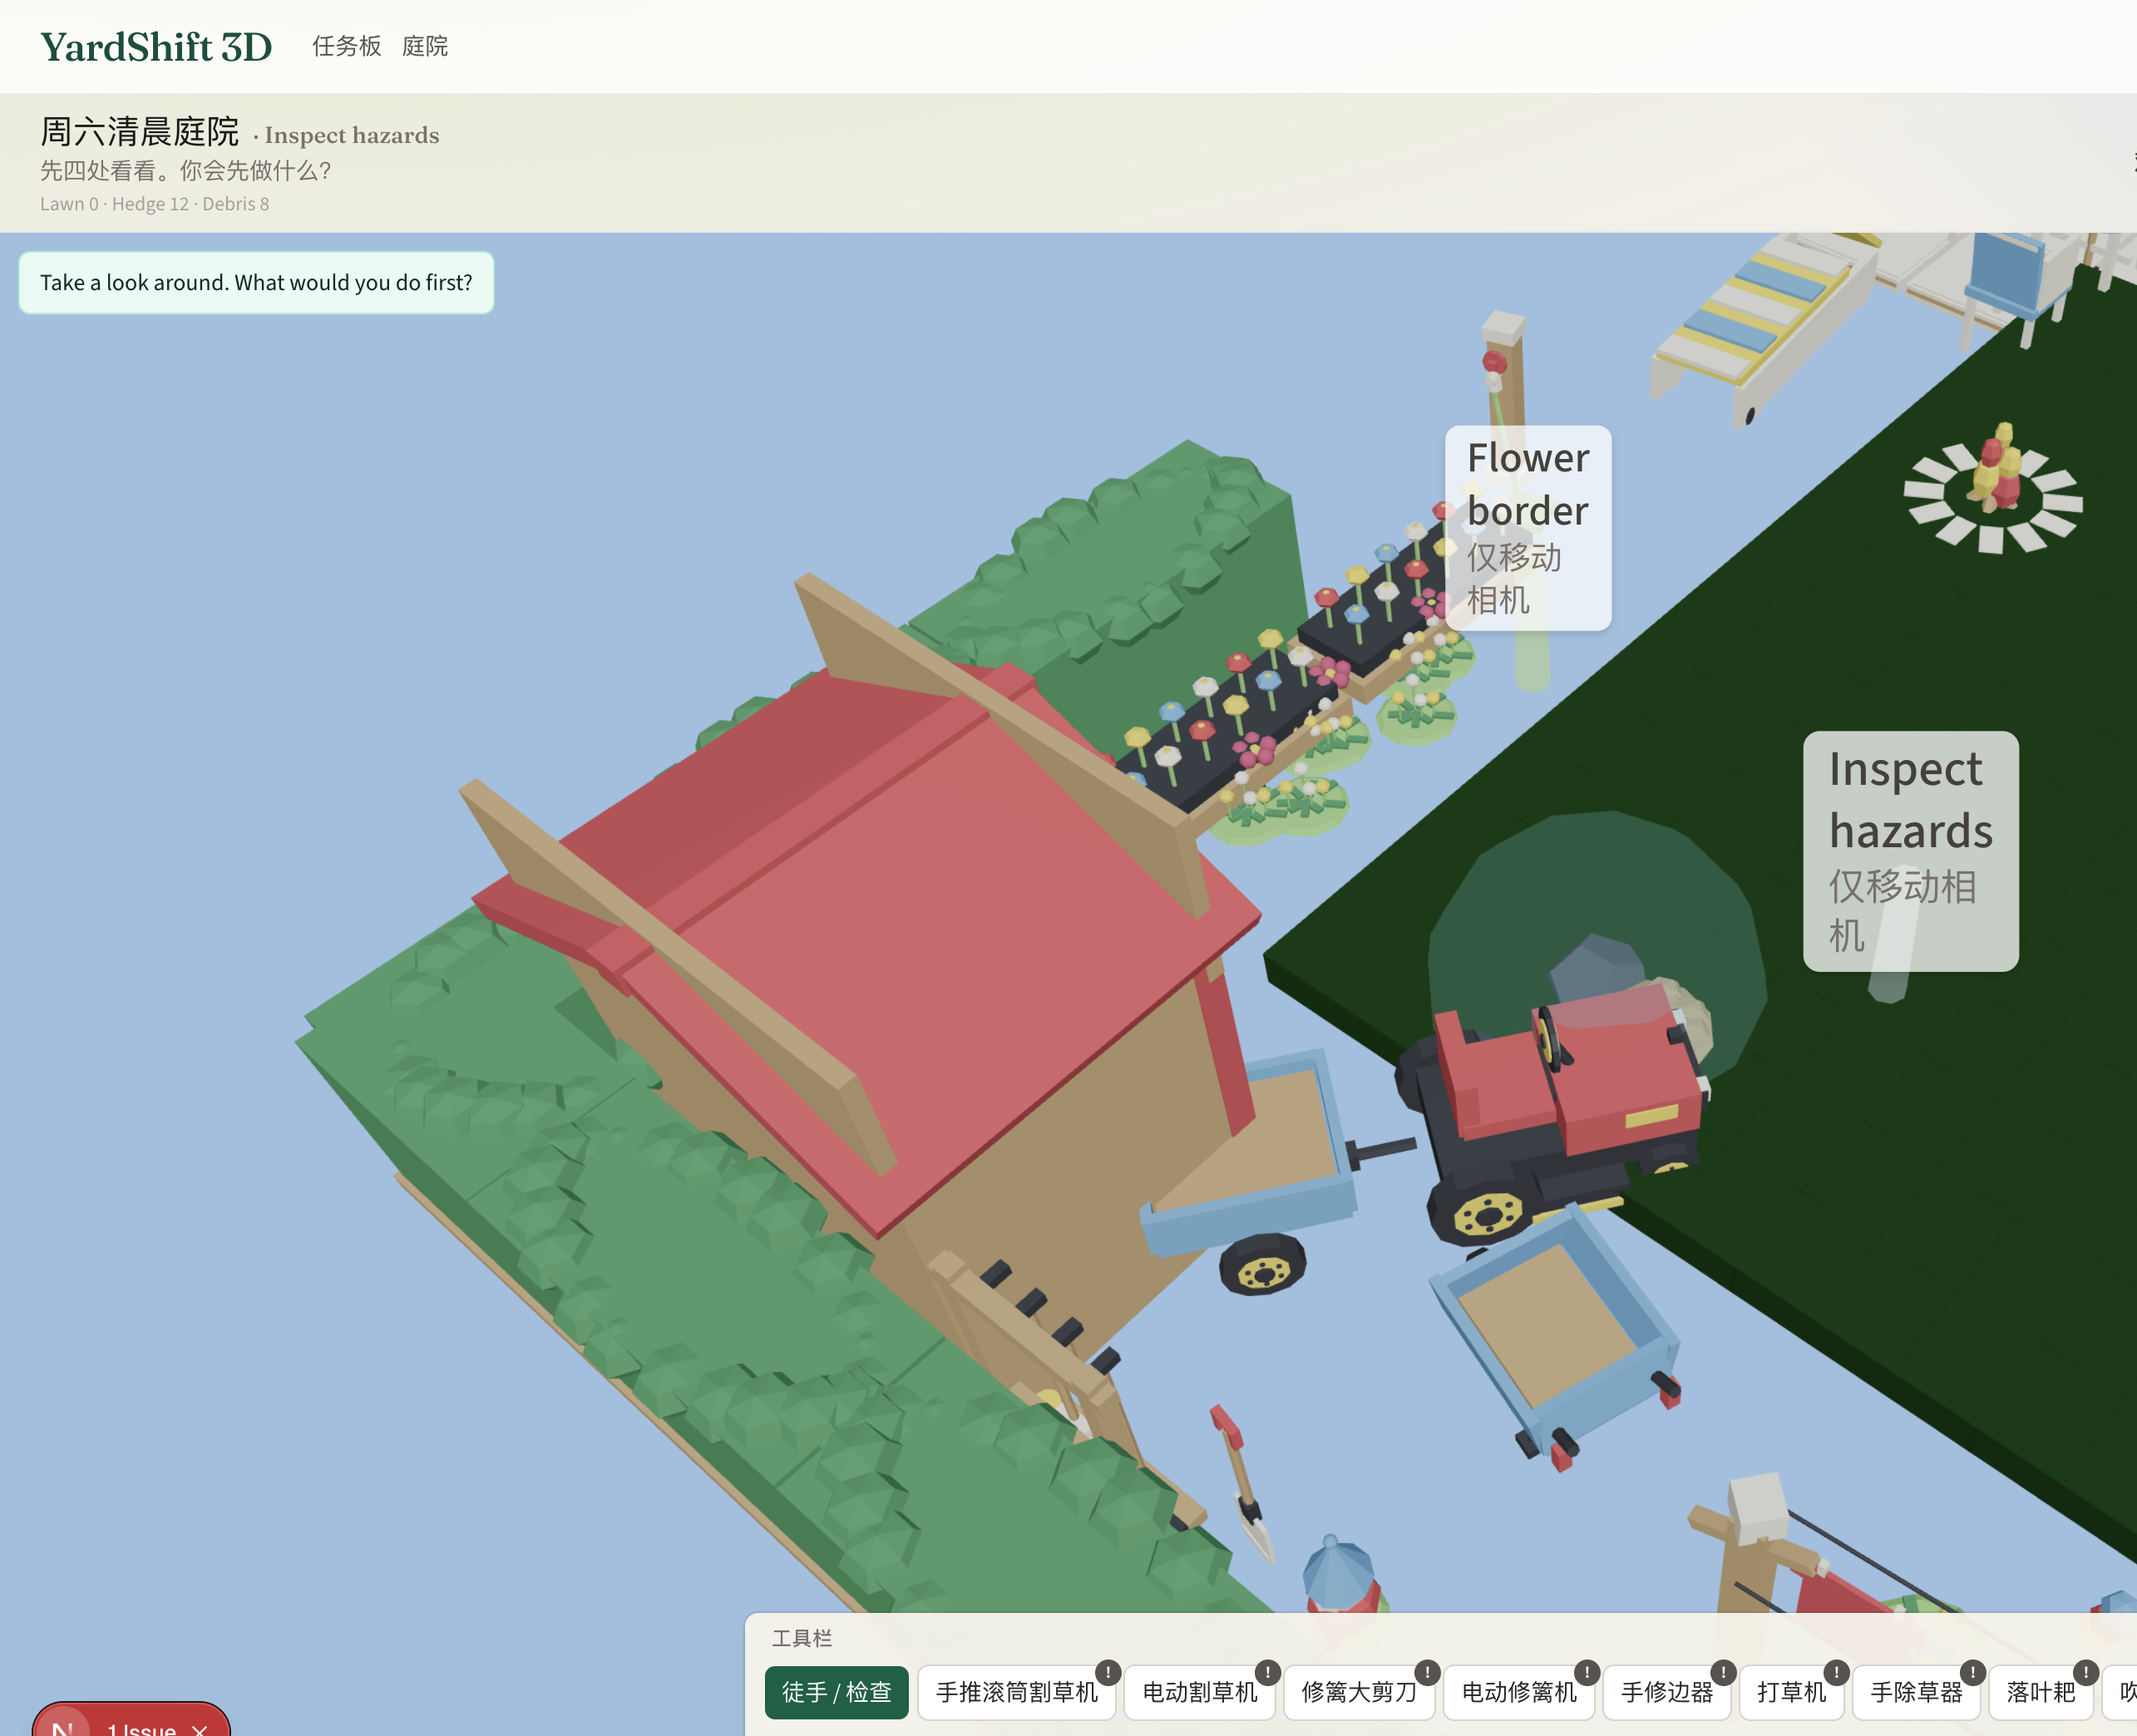 YardShift 3D
任务板 庭院
周六清晨庭院 · Inspect hazards
先四处看看。你会先做什么?
Lawn 0 · Hedge 12 · Debris 8
Take a look around. What would you do first?
Flower
border
仅移动
相机
Inspect
hazards
仅移动相
机
工具栏
徒手 / 检查 手推滚筒割草机 ! 电动割草机 ! 修篱大剪刀 ! 电动修篱机 ! 手修边器 ! 打草机 ! 手除草器 ! 落叶耙 !
N 1 Issue